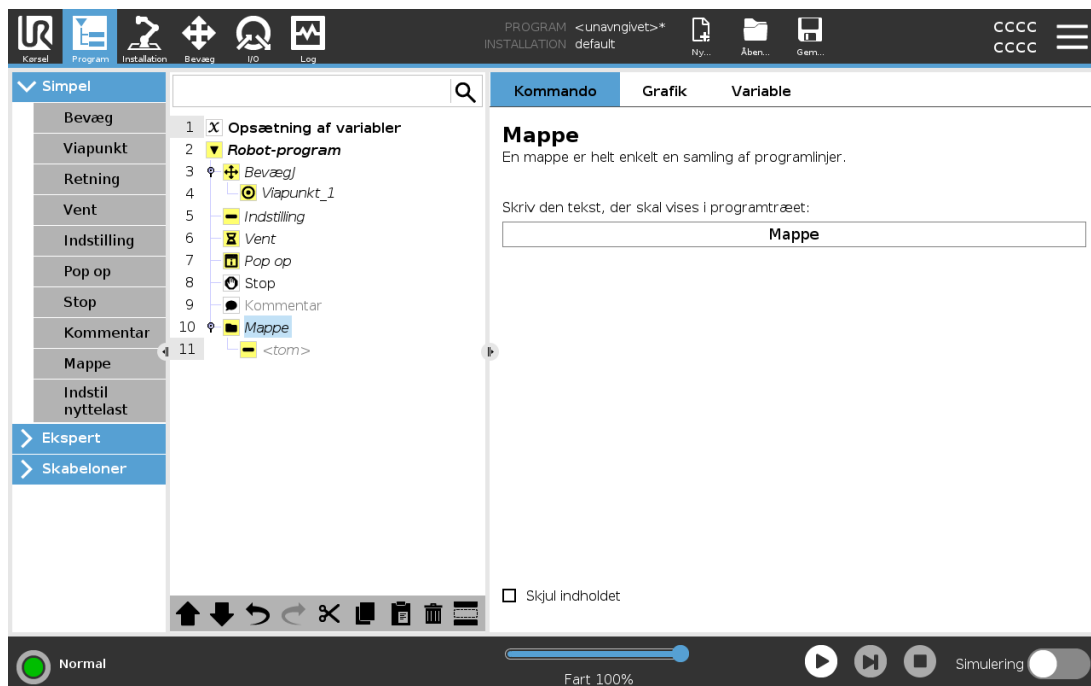 PROGRAM <unavngivet>*
INSTALLATION default
CCCC
CCCC
Kørsel Program Installation Bevæg I/O Log Ny... Åben... Gem...
Simpel
Bevæg
Viapunkt
Retning
Vent
Indstilling
Pop op
Stop
Kommentar
Mappe
Indstil
nyttelast
Ekspert
Skabeloner
1 X Opsætning af variabler
2 Robot-program
3 BevægJ
4 Viapunkt_1
5 Indstilling
6 Vent
7 Pop op
8 Stop
9 Kommentar
10 Mappe
11 <tom>
Kommando Grafik Variable
Mappe
En mappe er helt enkelt en samling af programlinjer.
Skriv den tekst, der skal vises i programtræet:
Mappe
Skjul indholdet
Normal
Fart 100%
Simulering